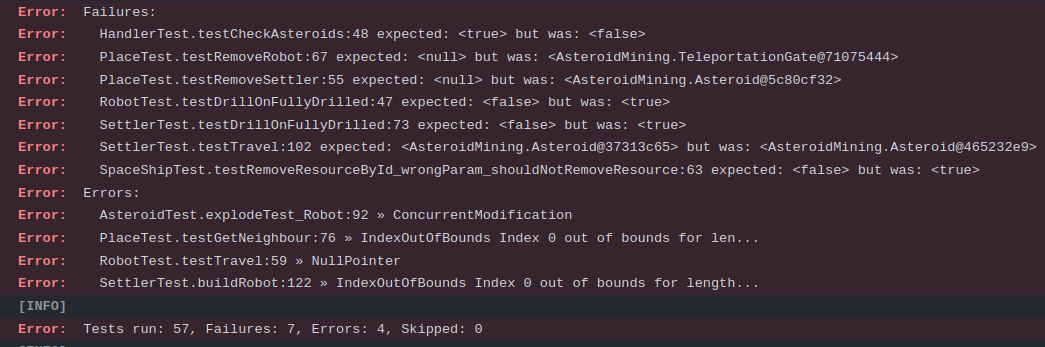 Error: Failures:
Error: HandlerTest.testCheckAsteroids:48 expected: <true> but was: <false>
Error: PlaceTest.testRemoveRobot:67 expected: <null> but was: <AsteroidMining.TeleportationGate@71075444>
Error: PlaceTest.testRemoveSettler:55 expected: <null> but was: <AsteroidMining.Asteroid@5c80cf32>
Error: RobotTest.testDrillOnFullyDrilled:47 expected: <false> but was: <true>
Error: SettlerTest.testDrillOnFullyDrilled:73 expected: <false> but was: <true>
Error: SettlerTest.testTravel:102 expected: <AsteroidMining.Asteroid@37313c65> but was: <AsteroidMining.Asteroid@465232e9>
Error: SpaceShipTest.testRemoveResourceById_wrongParam_shouldNotRemoveResource:63 expected: <false> but was: <true>
Error: Errors:
Error: AsteroidTest.explodeTest_Robot:92 » ConcurrentModification
Error: PlaceTest.testGetNeighbour:76 » IndexOutOfBounds Index 0 out of bounds for len...
Error: RobotTest.testTravel:59 » NullPointer
Error: SettlerTest.buildRobot:122 » IndexOutOfBounds Index 0 out of bounds for length...
[INFO]
Error: Tests run: 57, Failures: 7, Errors: 4, Skipped: 0